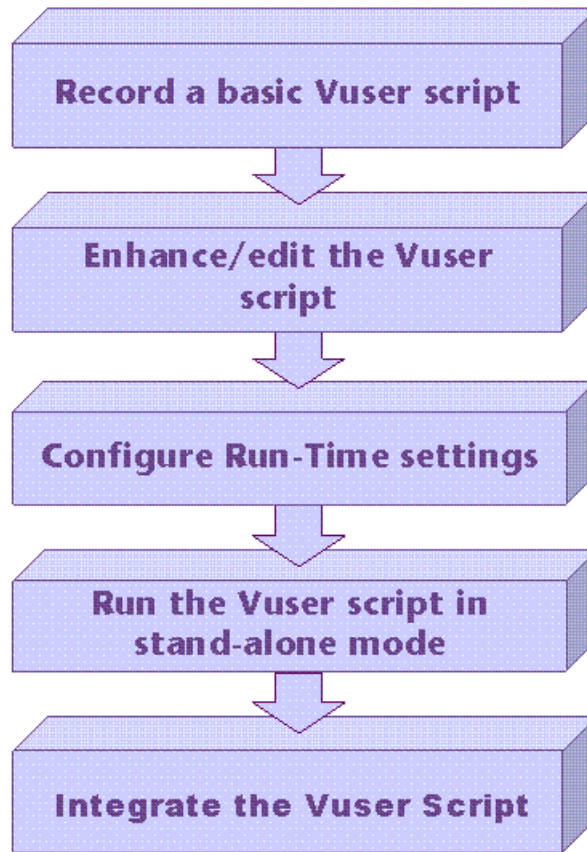 Record a basic Vuser script
Enhance/edit the Vuser
script
Configure Run-Time settings
Run the Vuser script in
stand-alone mode
Integrate the Vuser Script